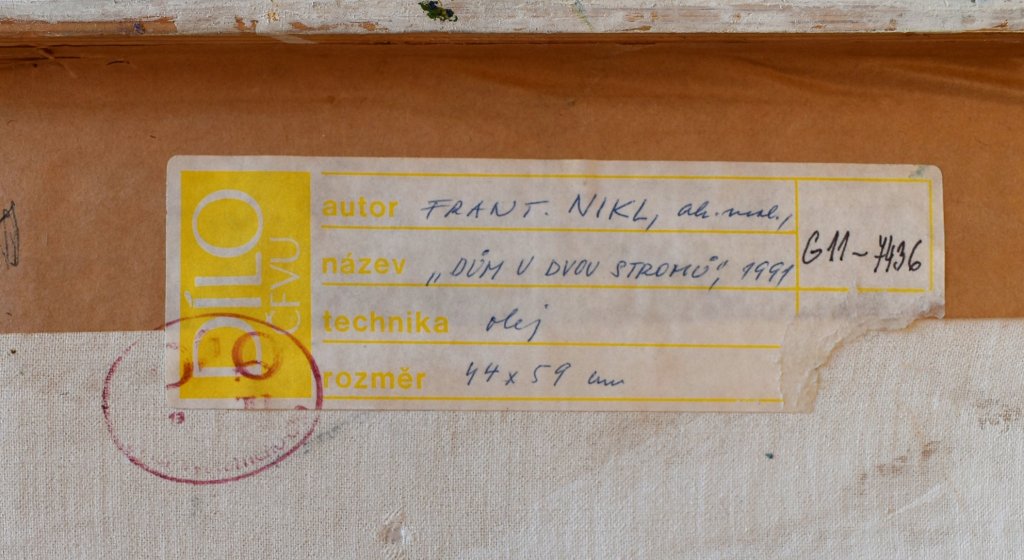 DÍLO
ČFVU
autor FRANT. NIKL, ak. mal.,
název „DŮM U DVOU STROMŮ", 1991
G11-7436
technika olej
rozměr 44 x 59 cm
13